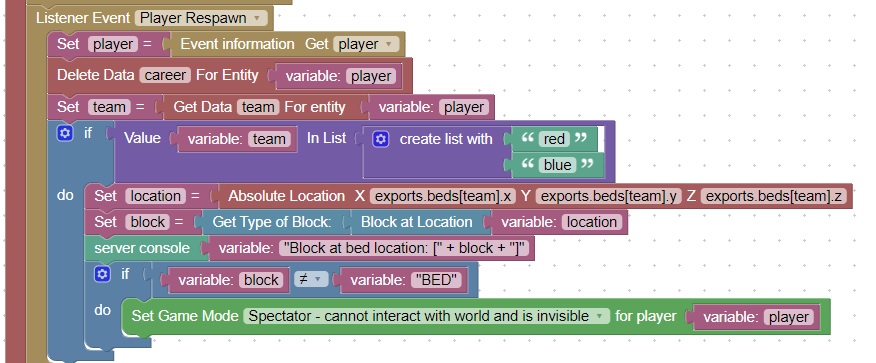 Listener Event Player Respawn
Set player = Event information Get player
Delete Data career For Entity variable: player
Set team = Get Data team For entity variable: player
if Value variable: team In List create list with “ red ”
“ blue ”
do Set location = Absolute Location X exports.beds[team].x Y exports.beds[team].y Z exports.beds[team].z
Set block = Get Type of Block: Block at Location variable: location
server console variable: "Block at bed location: [" + block + "]"
if variable: block ≠ variable: "BED"
do Set Game Mode Spectator - cannot interact with world and is invisible for player variable: player